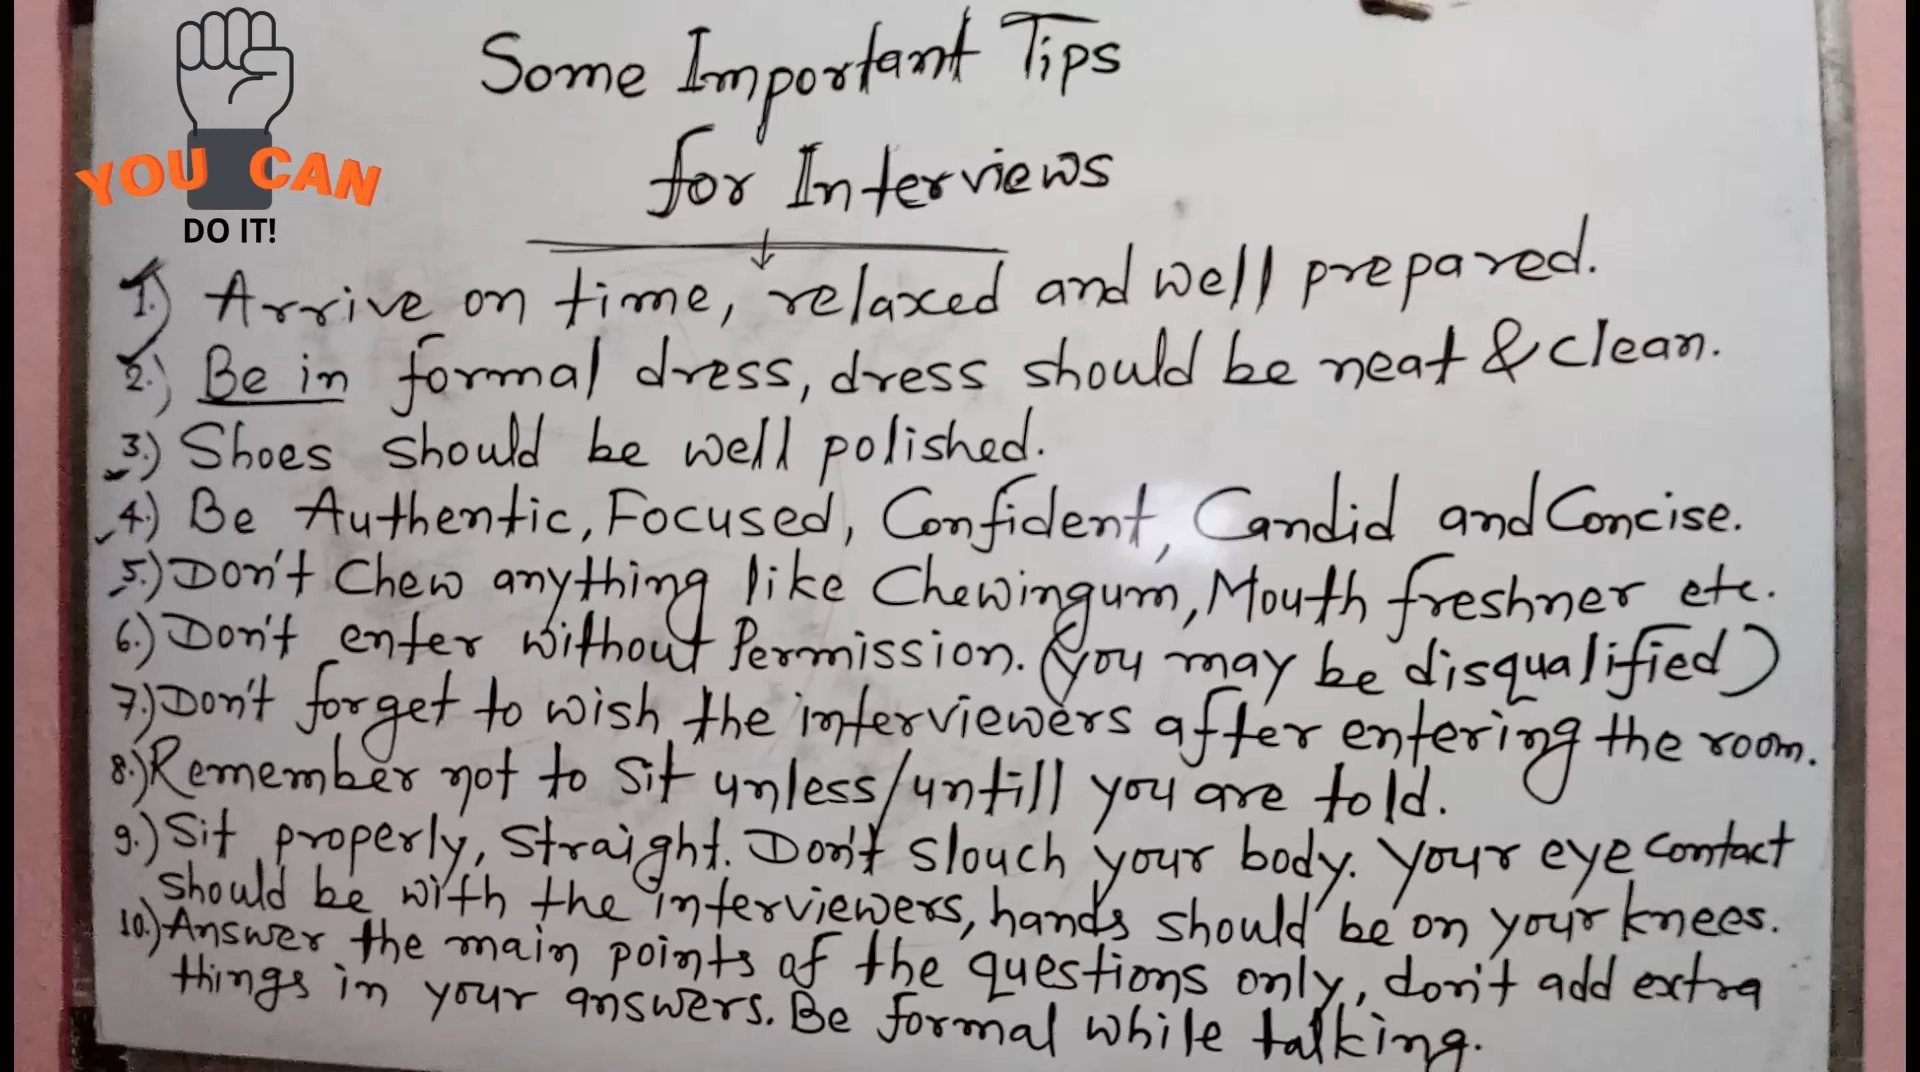 YOU CAN
DO IT!
Some Important Tips
for Interviews
1.) Arrive on time, relaxed and well prepared.
2.) Be in formal dress, dress should be neat & clean.
3.) Shoes should be well polished.
4.) Be Authentic, Focused, Confident, Candid and Concise.
5.) Don't Chew anything like Chewingum, Mouth freshner etc.
6.) Don't enter without Permission. (you may be disqualified)
7.) Don't forget to wish the interviewers after entering the room.
8.) Remember not to sit unless/untill you are told.
9.) Sit properly, straight. Don't slouch your body. Your eye contact
should be with the interviewers, hands should be on your knees.
10.) Answer the main points of the questions only, don't add extra
things in your answers. Be formal while talking.